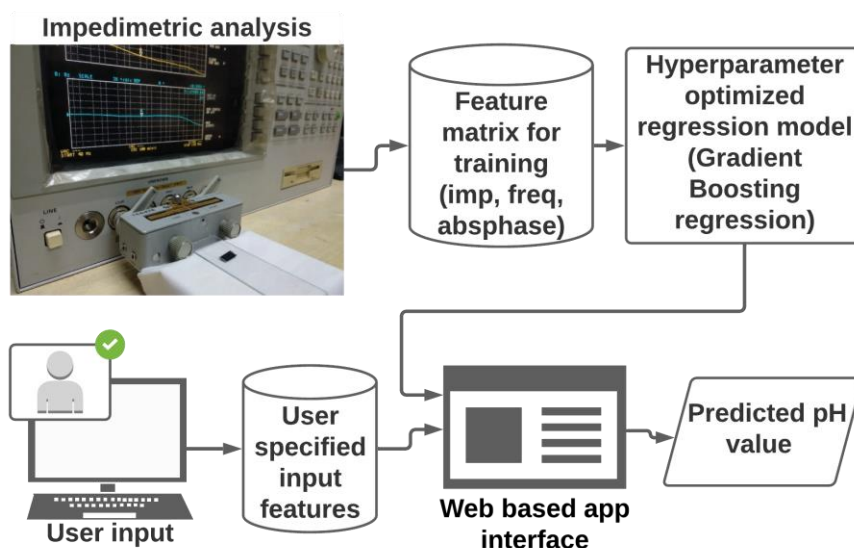 Impedimetric analysis
LINE
Feature
matrix for
training
(imp, freq,
absphase)
Hyperparameter
optimized
regression model
(Gradient
Boosting
regression)
User input
User
specified
input
features
Web based app
interface
Predicted pH
value